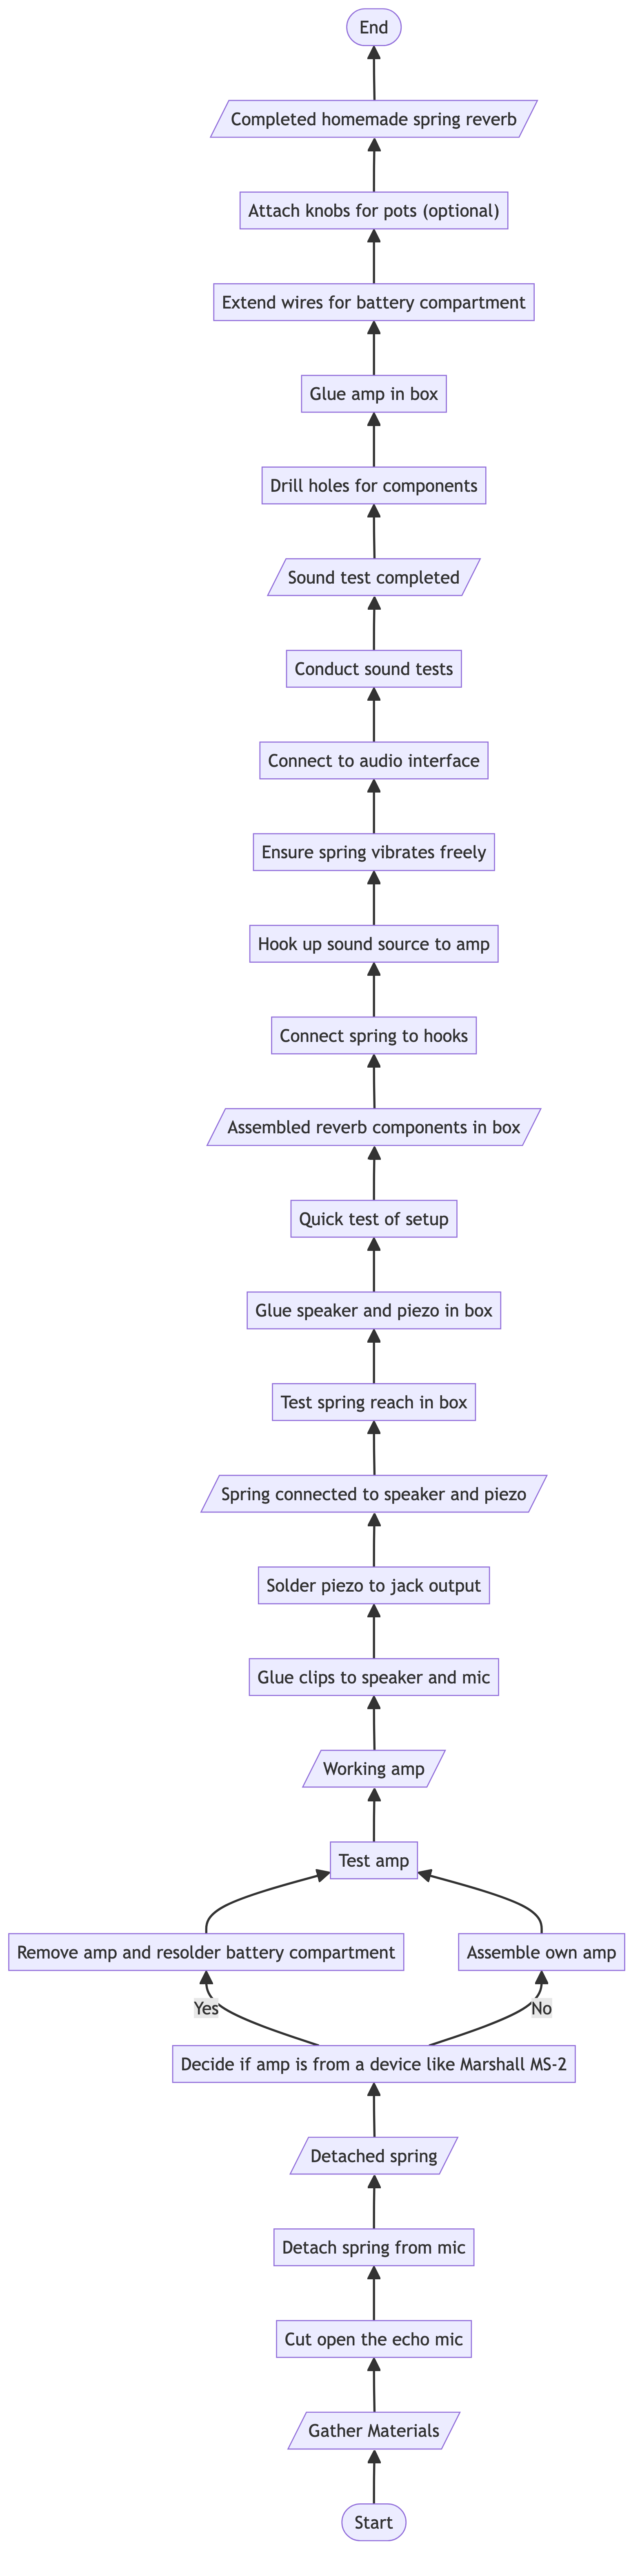 End
Completed homemade spring reverb
Attach knobs for pots (optional)
Extend wires for battery compartment
Glue amp in box
Drill holes for components
Sound test completed
Conduct sound tests
Connect to audio interface
Ensure spring vibrates freely
Hook up sound source to amp
Connect spring to hooks
Assembled reverb components in box
Quick test of setup
Glue speaker and piezo in box
Test spring reach in box
Spring connected to speaker and piezo
Solder piezo to jack output
Glue clips to speaker and mic
Working amp
Test amp
Remove amp and resolder battery compartment
Assemble own amp
Yes
No
Decide if amp is from a device like Marshall MS-2
Detached spring
Detach spring from mic
Cut open the echo mic
Gather Materials
Start